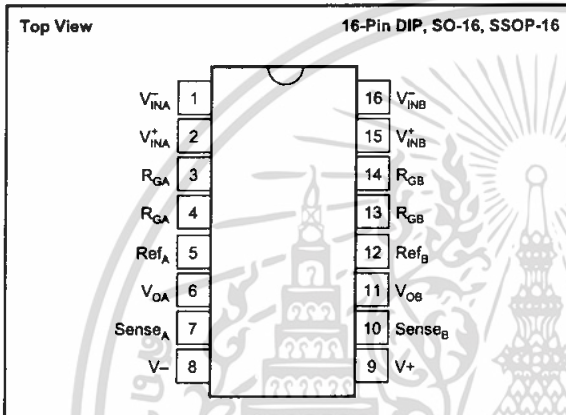 Top View 16-Pin DIP, SO-16, SSOP-16
V⁻INA 1 16 V⁻INB
V⁺INA 2 15 V⁺INB
RGA 3 14 RGB
RGA 4 13 RGB
RefA 5 12 RefB
VOA 6 11 VOB
SenseA 7 10 SenseB
V– 8 9 V+